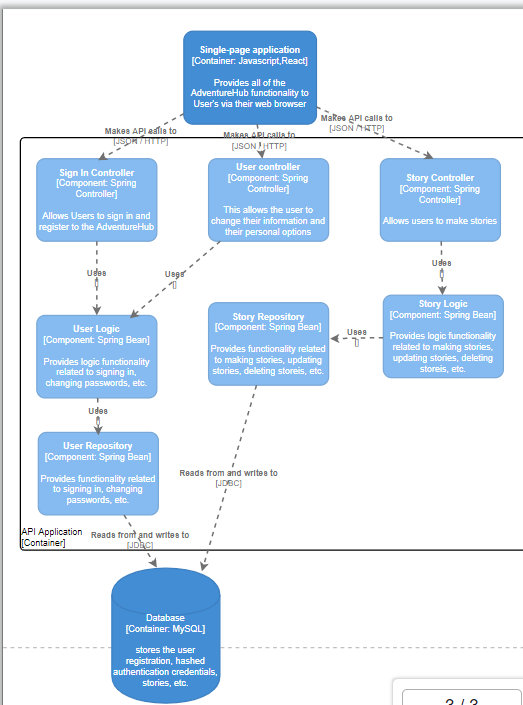 Single-page application
[Container: Javascript,React]
Provides all of the
AdventureHub functionality to
User's via their web browser
Makes API calls to
[JSON / HTTP]
Makes API calls to
[JSON / HTTP]
Makes API calls to
[JSON / HTTP]
Sign In Controller
[Component: Spring
Controller]
Allows Users to sign in and
register to the AdventureHub
User controller
[Component: Spring
Controller]
This allows the user to
change their information and
their personal options
Story Controller
[Component: Spring
Controller]
Allows users to make stories
Uses
[]
Uses
[]
Uses
[]
User Logic
[Component: Spring Bean]
Provides logic functionality
related to signing in,
changing passwords, etc.
Story Repository
[Component: Spring Bean]
Provides functionality related
to making stories, updating
stories, deleting storeis, etc.
Uses
[]
Story Logic
[Component: Spring Bean]
Provides logic functionality
related to making stories,
updating stories, deleting
storeis, etc.
Uses
[]
User Repository
[Component: Spring Bean]
Provides functionality related
to signing in, changing
passwords, etc.
Reads from and writes to
[JDBC]
API Application
[Container]
Reads from and writes to
[JDBC]
Database
[Container: MySQL]
stores the user
registration, hashed
authentication credentials,
stories, etc.